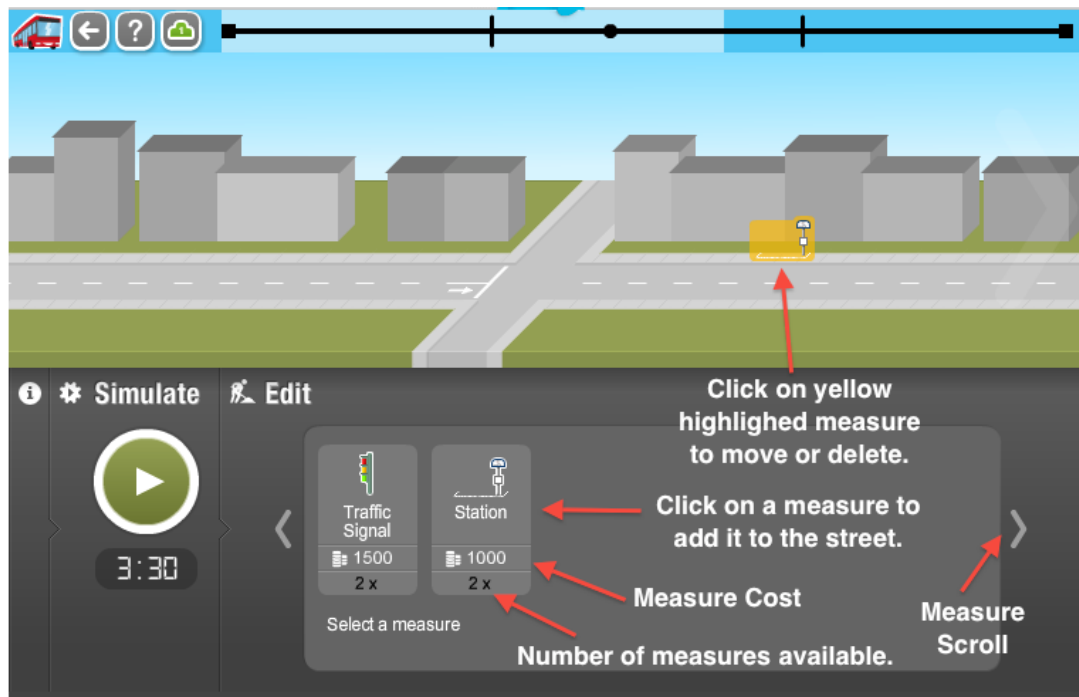 ?
1
i
Simulate
Edit
Click on yellow
highlighed measure
to move or delete.
Traffic
Signal
Station
Click on a measure to
add it to the street.
1500
1000
2 x
2 x
3:30
Measure Cost
Measure
Scroll
Select a measure
Number of measures available.